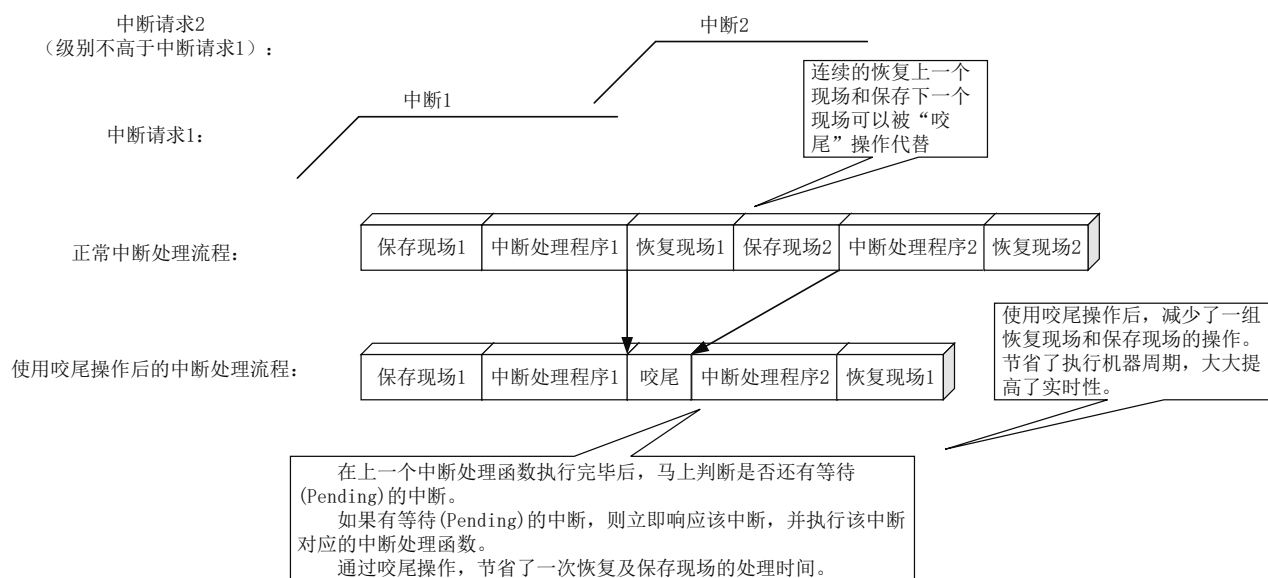 中断请求2
（级别不高于中断请求1）：
中断2
连续的恢复上一个
现场和保存下一个
现场可以被“咬
尾”操作代替
中断1
中断请求1：
正常中断处理流程：
保存现场1
中断处理程序1
恢复现场1
保存现场2
中断处理程序2
恢复现场2
使用咬尾操作后，减少了一组
恢复现场和保存现场的操作。
节省了执行机器周期，大大提
高了实时性。
使用咬尾操作后的中断处理流程：
保存现场1
中断处理程序1
咬尾
中断处理程序2
恢复现场1
在上一个中断处理函数执行完毕后，马上判断是否还有等待
(Pending)的中断。
如果有等待(Pending)的中断，则立即响应该中断，并执行该中断
对应的中断处理函数。
通过咬尾操作，节省了一次恢复及保存现场的处理时间。